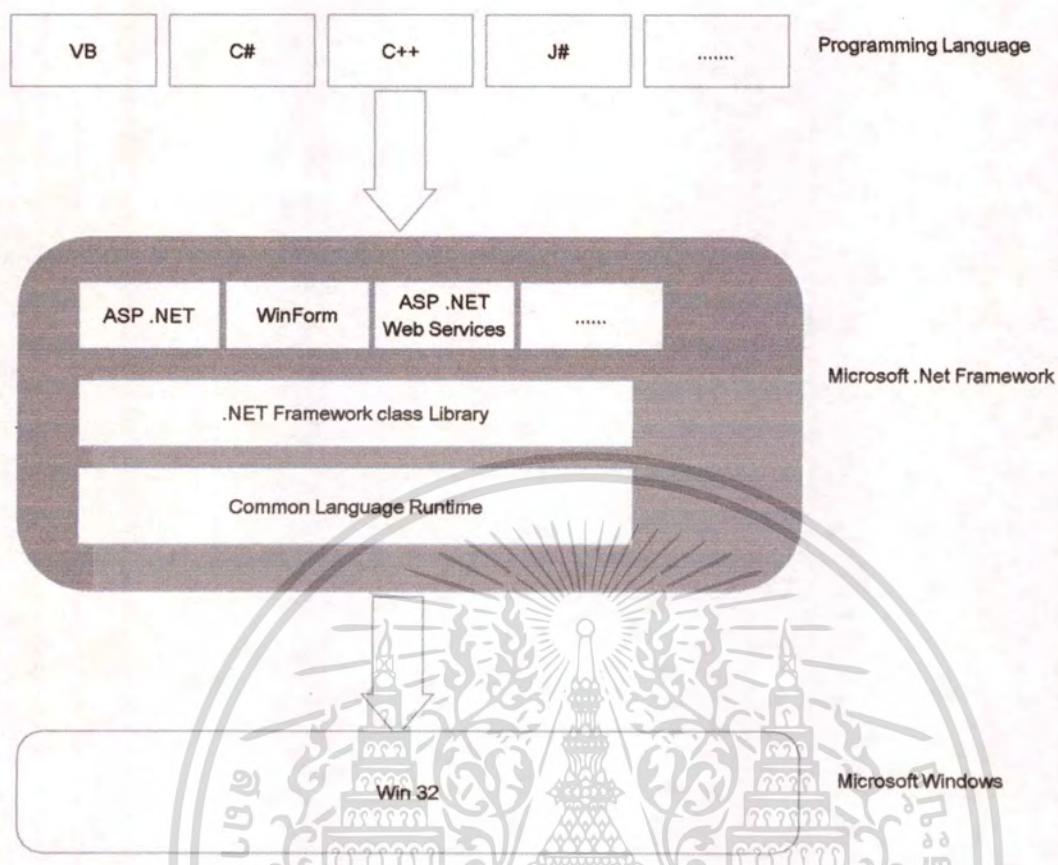 VB
C#
C++
J#
.......
Programming Language
ASP .NET
WinForm
ASP .NET
Web Services
......
Microsoft .Net Framework
.NET Framework class Library
Common Language Runtime
Win 32
Microsoft Windows